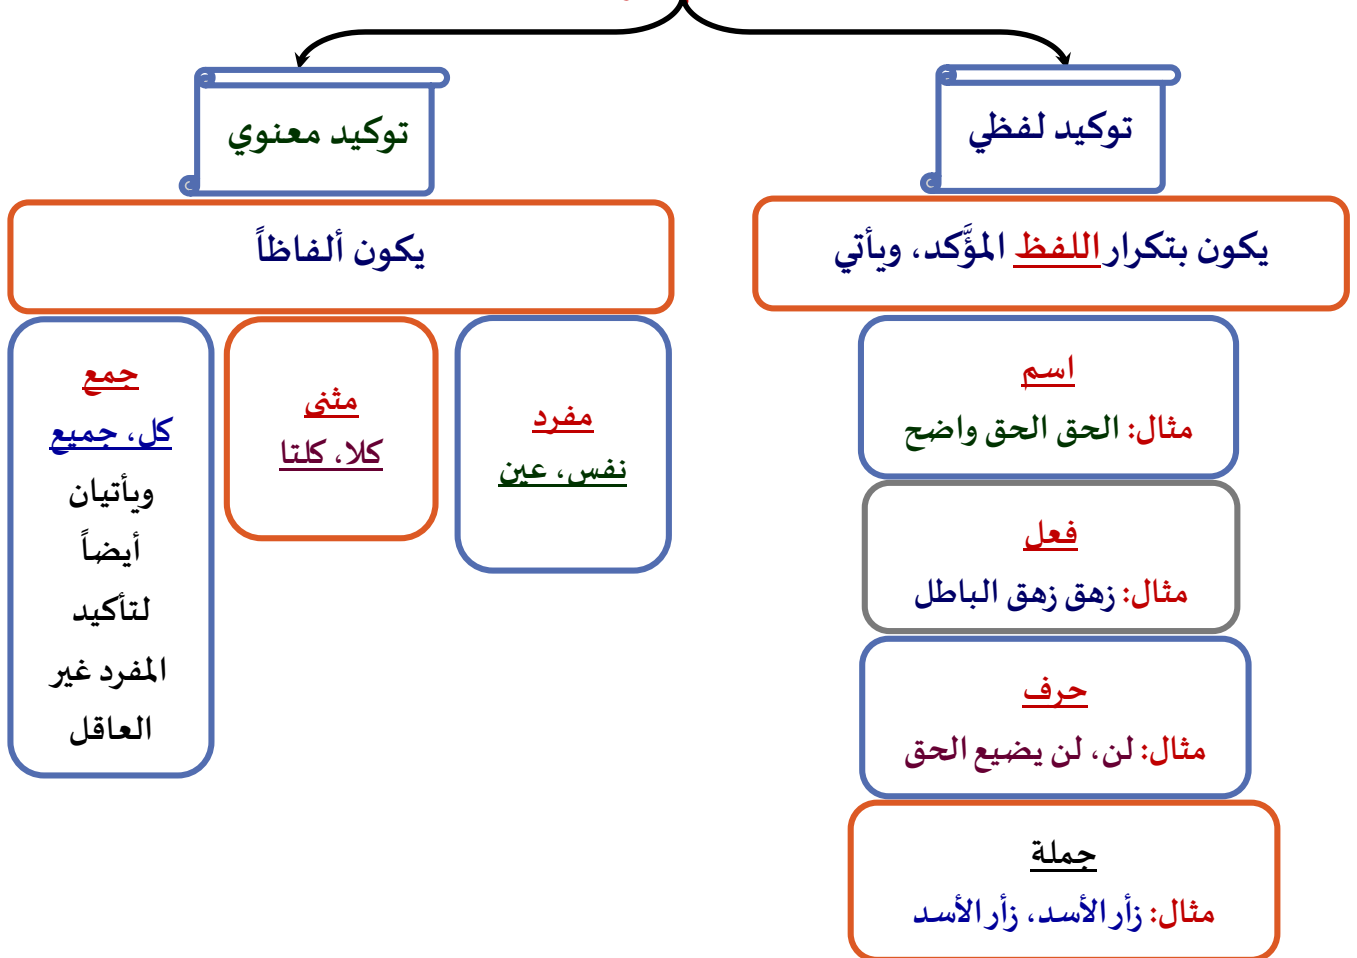 توكيد لفظي
يكون بتكرار اللفظ المؤَّكد، ويأتي
اسم
مثال: الحق الحق واضح
فعل
مثال: زهق زهق الباطل
حرف
مثال: لن، لن يضيع الحق
جملة
مثال: زأر الأسد، زأر الأسد
توكيد معنوي
يكون ألفاظاً
مفرد
نفس، عين
مثنى
كلا، كلتا
جمع
كل، جميع
ويأتيان
أيضاً
لتأكيد
المفرد غير
العاقل